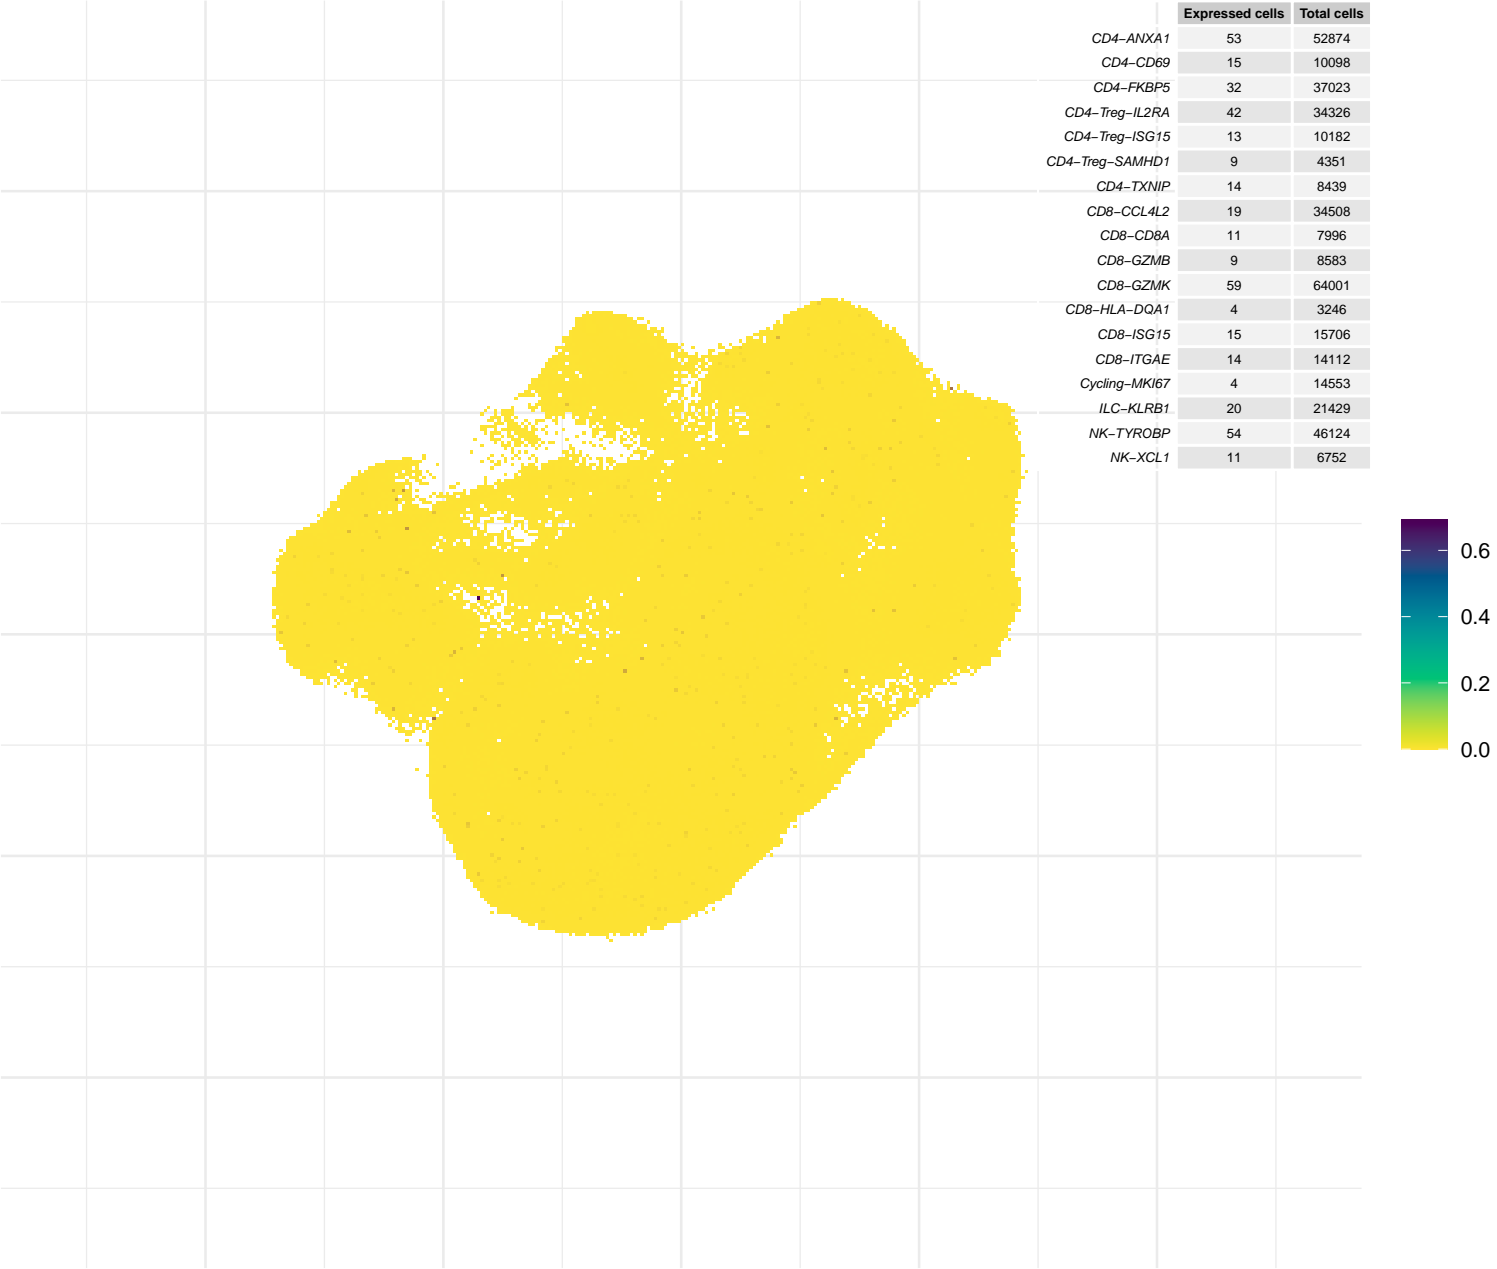 Expressed cells Total cells
CD4−ANXA1 53 52874
CD4−CD69 15 10098
CD4−FKBP5 32 37023
CD4−Treg−IL2RA 42 34326
CD4−Treg−ISG15 13 10182
CD4−Treg−SAMHD1 9 4351
CD4−TXNIP 14 8439
CD8−CCL4L2 19 34508
CD8−CD8A 11 7996
CD8−GZMB 9 8583
CD8−GZMK 59 64001
CD8−HLA−DQA1 4 3246
CD8−ISG15 15 15706
CD8−ITGAE 14 14112
Cycling−MKI67 4 14553
ILC−KLRB1 20 21429
NK−TYROBP 54 46124
NK−XCL1 11 6752
0.6
0.4
0.2
0.0